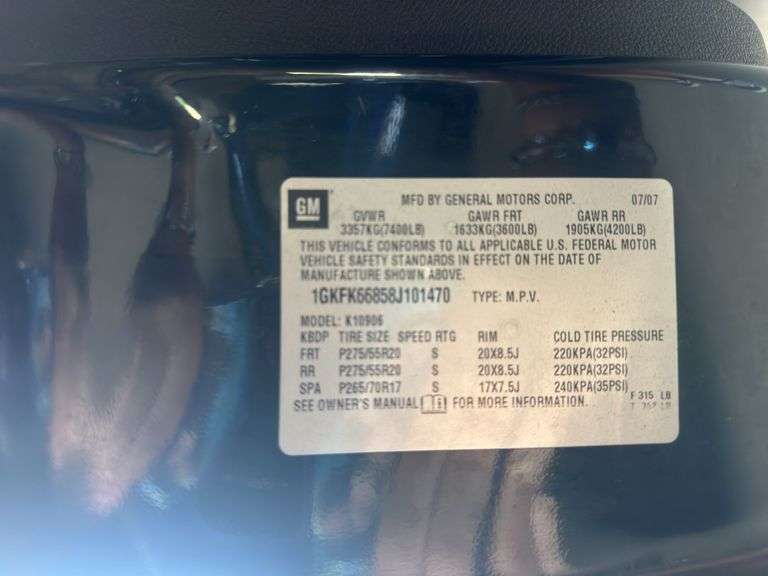 GM
MFD BY GENERAL MOTORS CORP. 07/07
GVWR GAWR FRT GAWR RR
3357KG(7400LB) 1633KG(3600LB) 1905KG(4200LB)
THIS VEHICLE CONFORMS TO ALL APPLICABLE U.S. FEDERAL MOTOR
VEHICLE SAFETY STANDARDS IN EFFECT ON THE DATE OF
MANUFACTURE SHOWN ABOVE.
1GKFK66858J101470 TYPE: M.P.V.
MODEL: K10906
KBDP TIRE SIZE SPEED RTG RIM COLD TIRE PRESSURE
FRT P275/55R20 S 20X8.5J 220KPA(32PSI)
RR P275/55R20 S 20X8.5J 220KPA(32PSI)
SPA P265/70R17 S 17X7.5J 240KPA(35PSI)
SEE OWNER'S MANUAL FOR MORE INFORMATION. F 315 LB